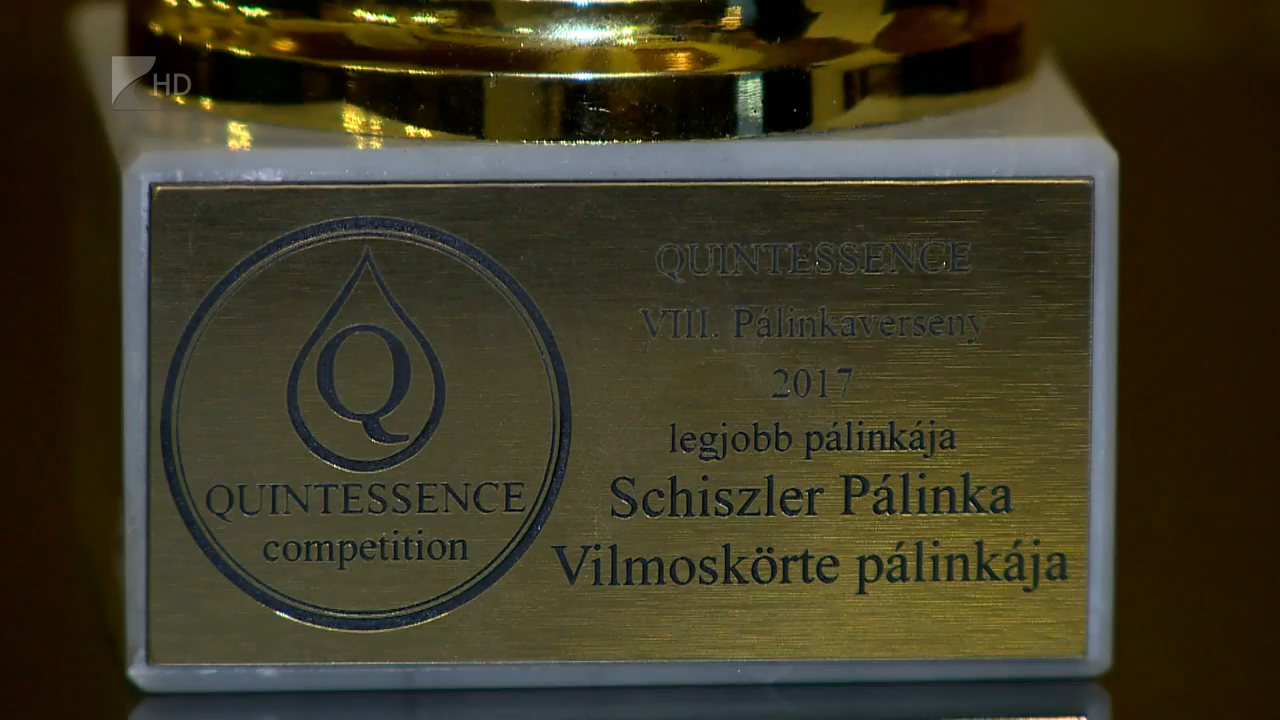 HD
Q
QUINTESSENCE
competition
QUINTESSENCE
VIII. Pálinkaverseny
2017
legjobb pálinkája
Schiszler Pálinka
Vilmoskörte pálinkája